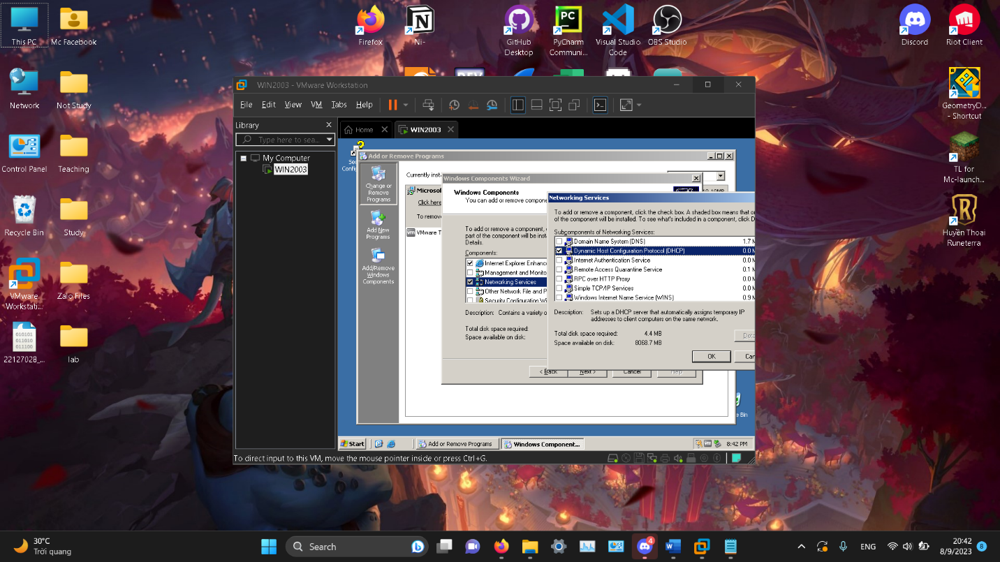 This PC
Mc Facebook
Firefox
Ni-
GitHub
Desktop
PyCharm
Communi...
Visual Studio
Code
OBS Studio
Discord
Riot Client
Network
Not Study
GeometryD...
- Shortcut
Control Panel
Teaching
TL for
Mc-launch...
Recycle Bin
Study
Huyền Thoại
Runeterra
VMware
Workstati...
Zalo Files
22127028_...
lab
WIN2003 - VMware Workstation
File Edit View VM Tabs Help
Library
Type here to sea...
My Computer
WIN2003
Home
WIN2003
Add or Remove Programs
Change or
Remove
Programs
Add New
Programs
Add/Remove
Windows
Components
Currently inst
Microsof
Click here
To remov
VMware T
Windows Components Wizard
Windows Components
You can add or remove compone
To add or remove a component,
part of the component will be inst
Details.
Components:
Internet Explorer Enhance
Management and Monito
Networking Services
Other Network File and P
Security Configuration Wi
Description: Contains a variety o
Total disk space required:
Space available on disk:
< Back Next > Cancel Help
Networking Services
To add or remove a component, click the check box. A shaded box means that o
of the component will be installed. To see what's included in a component, click D
Subcomponents of Networking Services:
Domain Name System (DNS) 1.7 M
Dynamic Host Configuration Protocol (DHCP) 0.0 M
Internet Authentication Service 0.0 M
Remote Access Quarantine Service 0.1 M
RPC over HTTP Proxy 0.0 M
Simple TCP/IP Services 0.0 M
Windows Internet Name Service (WINS) 0.9 M
Description: Sets up a DHCP server that automatically assigns temporary IP
addresses to client computers on the same network.
Total disk space required: 4.4 MB
Space available on disk: 8068.7 MB
Deta
OK Can
e Bin
Start
Add or Remove Programs
Windows Component...
8:42 PM
To direct input to this VM, move the mouse pointer inside or press Ctrl+G.
30°C
Trời quang
Search
4
ENG
20:42
8/9/2023
8